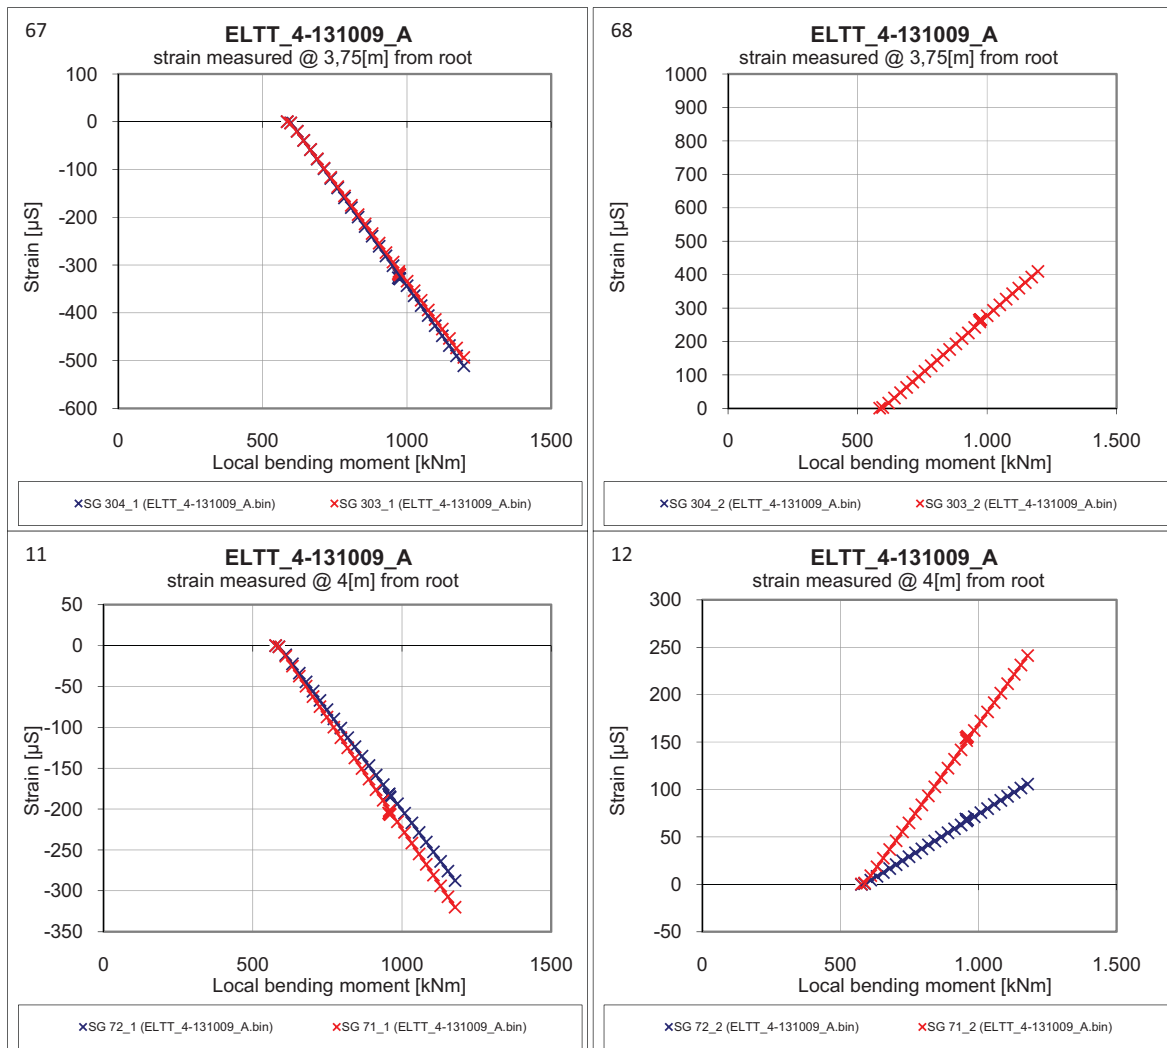 67
ELTT_4-131009_A
strain measured @ 3,75[m] from root
100
0
-100
-200
-300
-400
-500
-600
Strain [µS]
0 500 1000 1500
Local bending moment [kNm]
SG 304_1 (ELTT_4-131009_A.bin) SG 303_1 (ELTT_4-131009_A.bin)
68
ELTT_4-131009_A
strain measured @ 3,75[m] from root
1000
900
800
700
600
500
400
300
200
100
0
Strain [µS]
0 500 1.000 1.500
Local bending moment [kNm]
SG 304_2 (ELTT_4-131009_A.bin) SG 303_2 (ELTT_4-131009_A.bin)
11
ELTT_4-131009_A
strain measured @ 4[m] from root
50
0
-50
-100
-150
-200
-250
-300
-350
Strain [µS]
0 500 1000 1500
Local bending moment [kNm]
SG 72_1 (ELTT_4-131009_A.bin) SG 71_1 (ELTT_4-131009_A.bin)
12
ELTT_4-131009_A
strain measured @ 4[m] from root
300
250
200
150
100
50
0
-50
Strain [µS]
0 500 1.000 1.500
Local bending moment [kNm]
SG 72_2 (ELTT_4-131009_A.bin) SG 71_2 (ELTT_4-131009_A.bin)